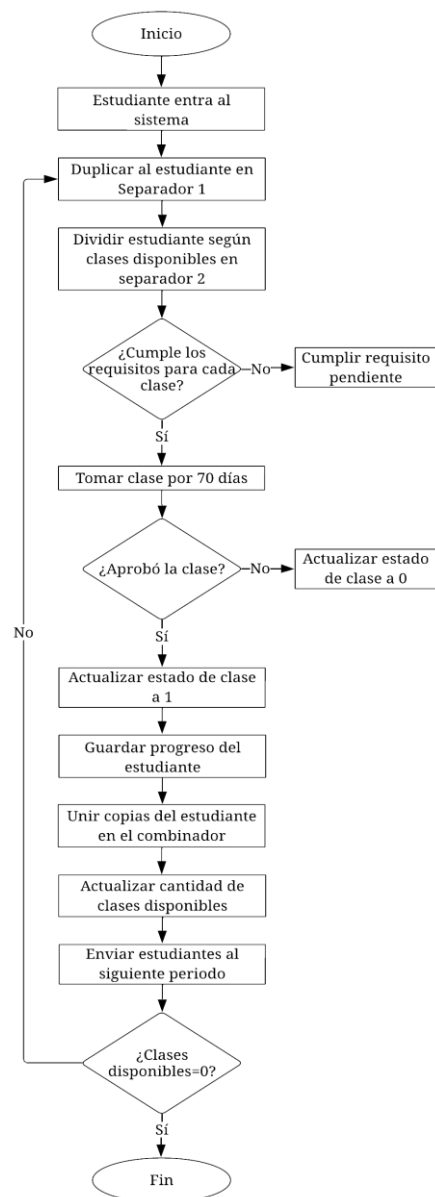 Inicio
Estudiante entra al
sistema
Duplicar al estudiante en
Separador 1
Dividir estudiante según
clases disponibles en
separador 2
¿Cumple los
requisitos para cada
clase?
No
Cumplir requisito
pendiente
Sí
Tomar clase por 70 días
¿Aprobó la clase?
No
Actualizar estado
de clase a 0
Sí
No
Actualizar estado de clase
a 1
Guardar progreso del
estudiante
Unir copias del estudiante
en el combinador
Actualizar cantidad de
clases disponibles
Enviar estudiantes al
siguiente periodo
¿Clases
disponibles=0?
Sí
Fin